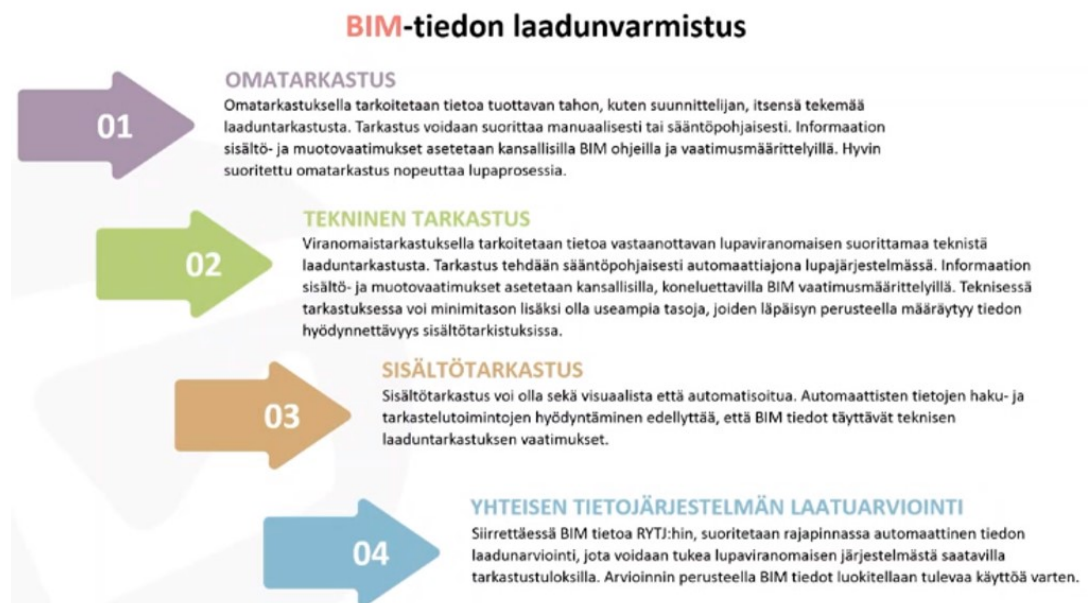 BIM-tiedon laadunvarmistus
01
OMATARKASTUS
Omatarkastuksella tarkoitetaan tietoa tuottavan tahon, kuten suunnittelijan, itsensä tekemää
laaduntarkastusta. Tarkastus voidaan suorittaa manuaalisesti tai sääntöpohjaisesti. Informaation
sisältö- ja muotovaatimukset asetetaan kansallisilla BIM ohjeilla ja vaatimusmäärittelyillä. Hyvin
suoritettu omatarkastus nopeuttaa lupaprosessia.
02
TEKNINEN TARKASTUS
Viranomaistarkastuksella tarkoitetaan tietoa vastaanottavan lupaviranomaisen suorittamaa teknistä
laaduntarkastusta. Tarkastus tehdään sääntöpohjaisesti automaattiajona lupajärjestelmässä. Informaation
sisältö- ja muotovaatimukset asetetaan kansallisilla, koneluettavilla BIM vaatimusmäärittelyillä. Teknisessä
tarkastuksessa voi minimitason lisäksi olla useampia tasoja, joiden läpäisyn perusteella määräytyy tiedon
hyödynnettävyys sisältötarkistuksissa.
03
SISÄLTÖTARKASTUS
Sisältötarkastus voi olla sekä visuaalista että automatisoitua. Automaattisten tietojen haku- ja
tarkastelutoimintojen hyödyntäminen edellyttää, että BIM tiedot täyttävät teknisen
laaduntarkastuksen vaatimukset.
04
YHTEISEN TIETOJÄRJESTELMÄN LAATUARVIOINTI
Siirrettäessä BIM tietoa RYTJ:hin, suoritetaan rajapinnassa automaattinen tiedon
laadunarviointi, jota voidaan tukea lupaviranomaisen järjestelmästä saatavilla
tarkastustuloksilla. Arvioinnin perusteella BIM tiedot luokitellaan tulevaa käyttöä varten.